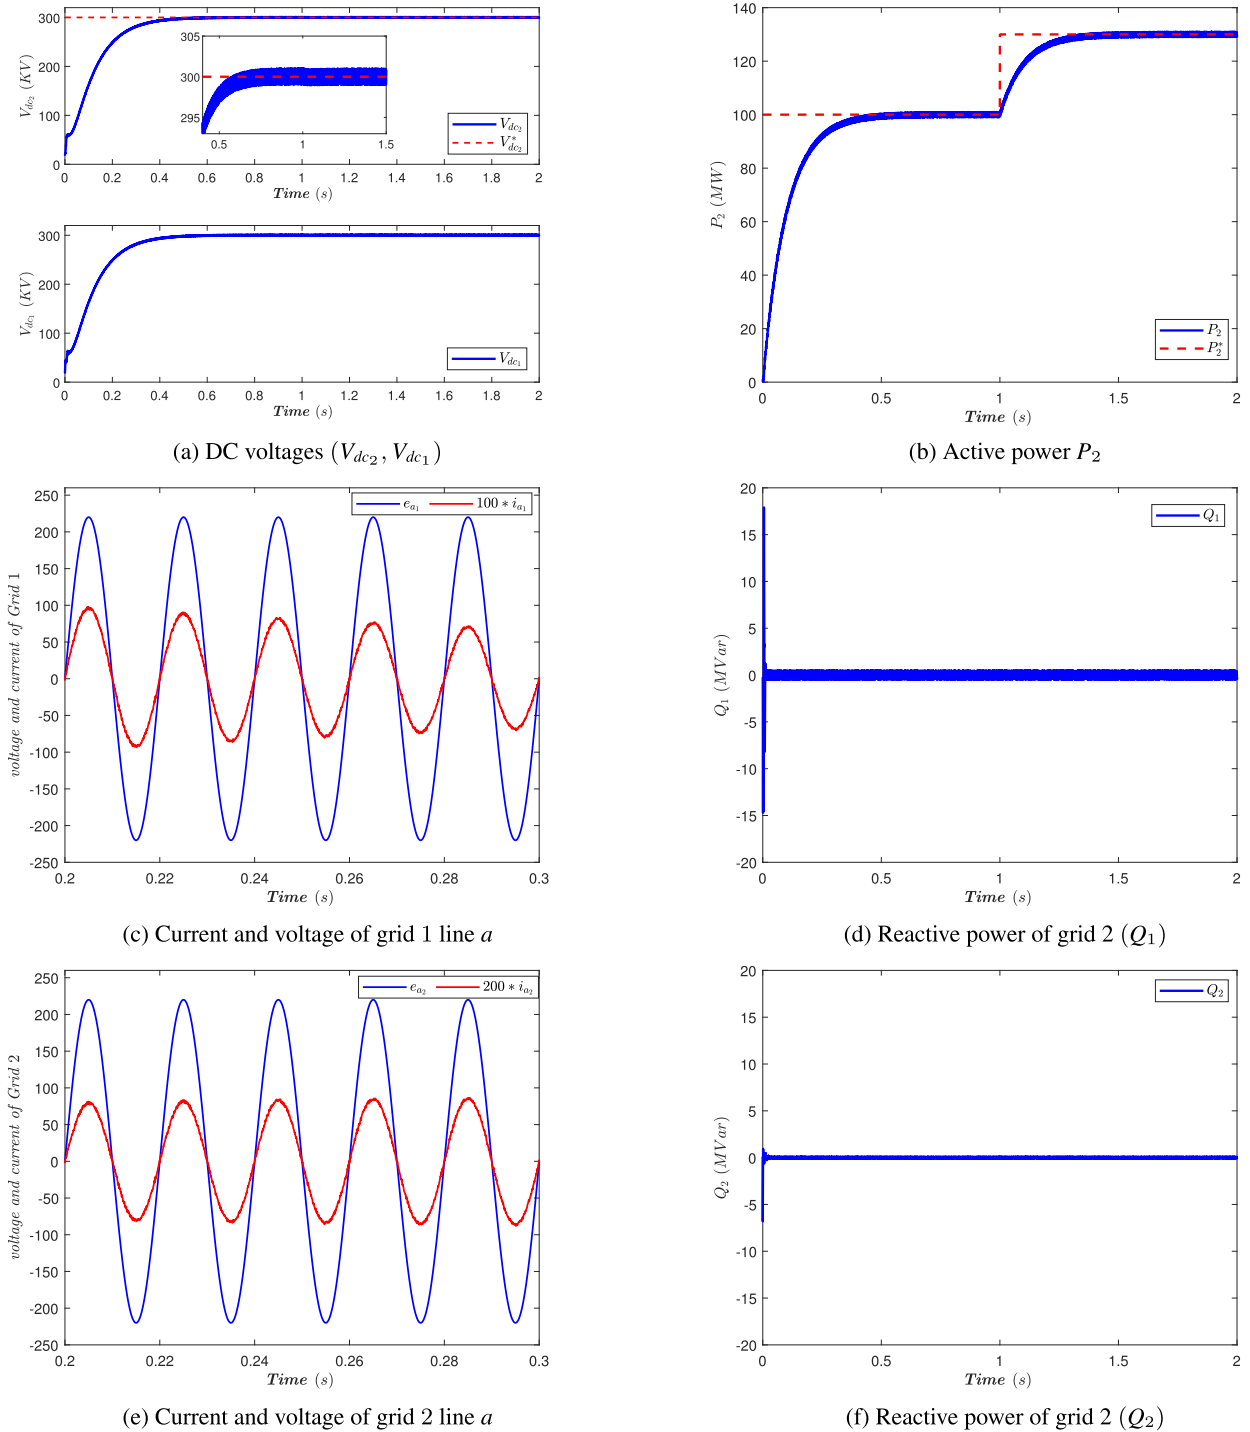 300
200
100
0
V_{dc_2} (KV)
305
300
295
0.5
1
1.5
V_{dc_2}
V^*_{dc_2}
0 0.2 0.4 0.6 0.8 1 1.2 1.4 1.6 1.8 2
Time (s)
300
200
100
0
V_{dc_1} (KV)
V_{dc_1}
0 0.2 0.4 0.6 0.8 1 1.2 1.4 1.6 1.8 2
Time (s)
(a) DC voltages (V_{dc_2}, V_{dc_1})
140
120
100
80
60
40
20
0
P_2 (MW)
P_2
P^*_2
0 0.5 1 1.5 2
Time (s)
(b) Active power P_2
250
200
150
100
50
0
-50
-100
-150
-200
-250
voltage and current of Grid 1
e_{a_1} 100 * i_{a_1}
0.2 0.22 0.24 0.26 0.28 0.3
Time (s)
(c) Current and voltage of grid 1 line a
20
15
10
5
0
-5
-10
-15
-20
Q_1 (MVar)
Q_1
0 0.5 1 1.5 2
Time (s)
(d) Reactive power of grid 2 (Q_1)
250
200
150
100
50
0
-50
-100
-150
-200
-250
voltage and current of Grid 2
e_{a_2} 200 * i_{a_2}
0.2 0.22 0.24 0.26 0.28 0.3
Time (s)
(e) Current and voltage of grid 2 line a
20
15
10
5
0
-5
-10
-15
-20
Q_2 (MVar)
Q_2
0 0.5 1 1.5 2
Time (s)
(f) Reactive power of grid 2 (Q_2)